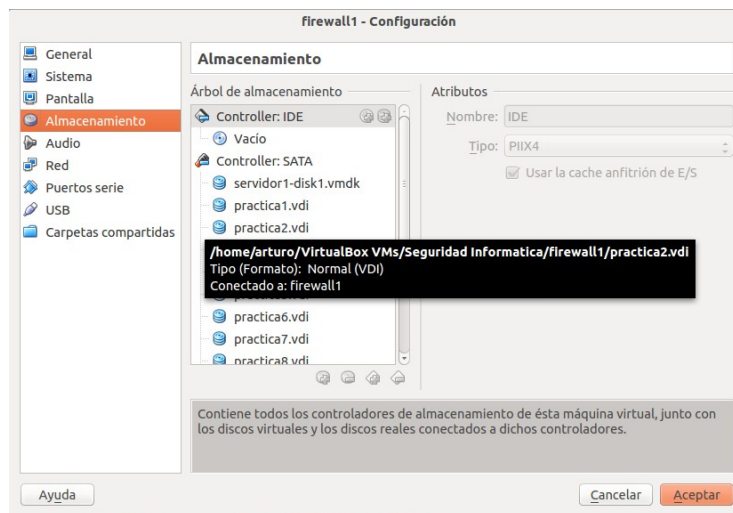 firewall1 - Configuración
General
Sistema
Pantalla
Almacenamiento
Audio
Red
Puertos serie
USB
Carpetas compartidas
Almacenamiento
Árbol de almacenamiento
Controller: IDE
Vacío
Controller: SATA
servidor1-disk1.vmdk
practica1.vdi
practica2.vdi
/home/arturo/VirtualBox VMs/Seguridad Informatica/firewall1/practica2.vdi
Tipo (Formato): Normal (VDI)
Conectado a: firewall1
practica6.vdi
practica7.vdi
practica8.vdi
Atributos
Nombre: IDE
Tipo: PIIX4
Usar la cache anfitrión de E/S
Contiene todos los controladores de almacenamiento de ésta máquina virtual, junto con
los discos virtuales y los discos reales conectados a dichos controladores.
Ayuda
Cancelar
Aceptar